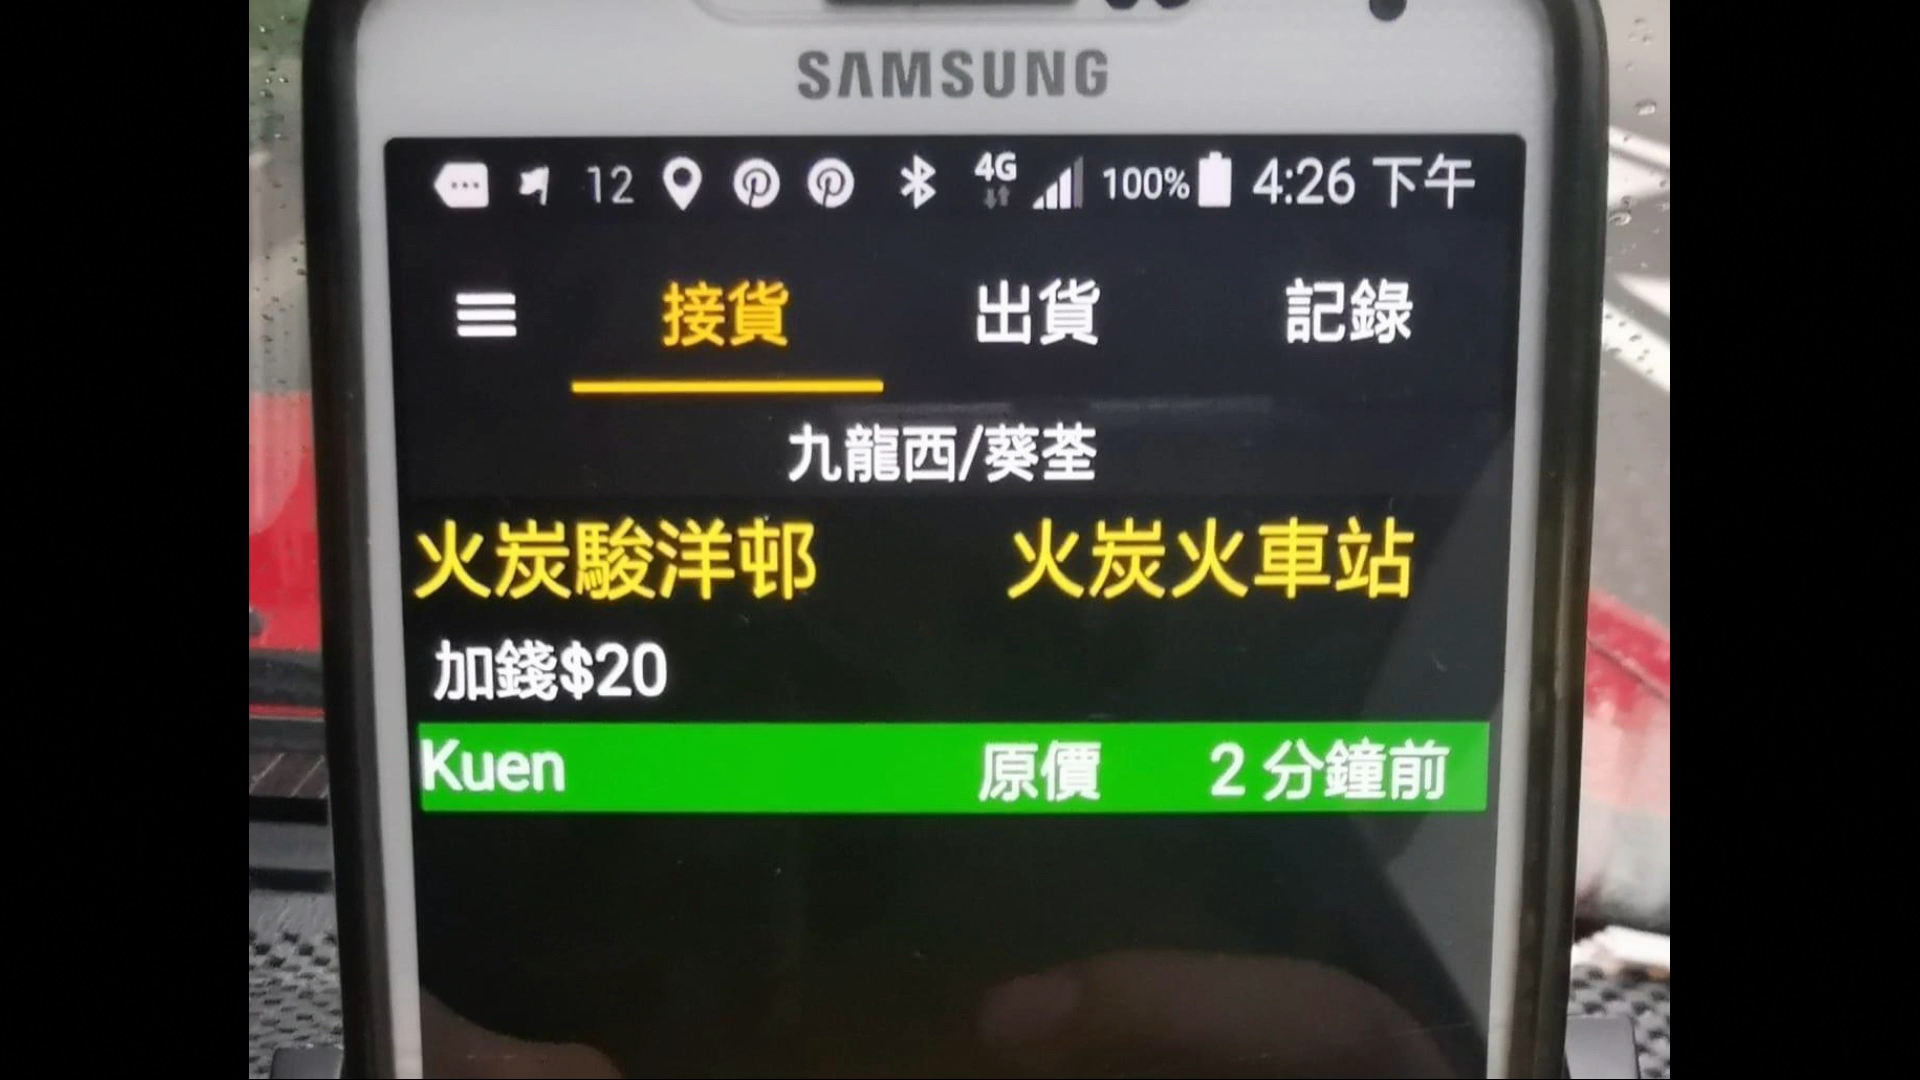 SAMSUNG
12 4G 100% 4:26 下午
接貨 出貨 記錄
九龍西/葵荃
火炭駿洋邨 火炭火車站
加錢$20
Kuen 原價 2 分鐘前